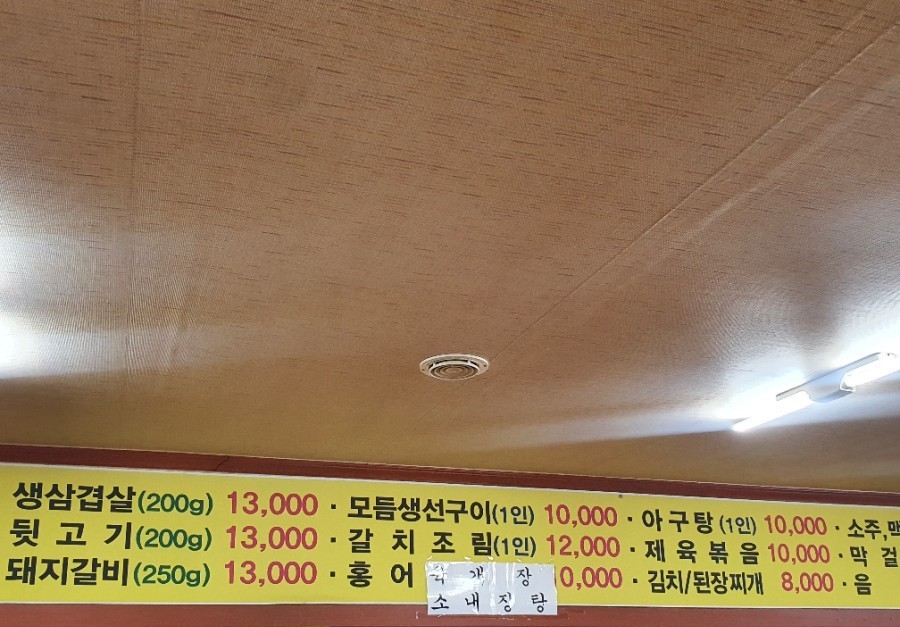 생삼겹살(200g) 13,000 · 모듬생선구이(1인) 10,000 · 아구탕(1인) 10,000 · 소주,맥
뒷고기(200g) 13,000 · 갈치조림(1인) 12,000 · 제육볶음 10,000 · 막걸
돼지갈비(250g) 13,000 · 홍어 0,000 · 김치/된장찌개 8,000 · 음
육개장
소내장탕